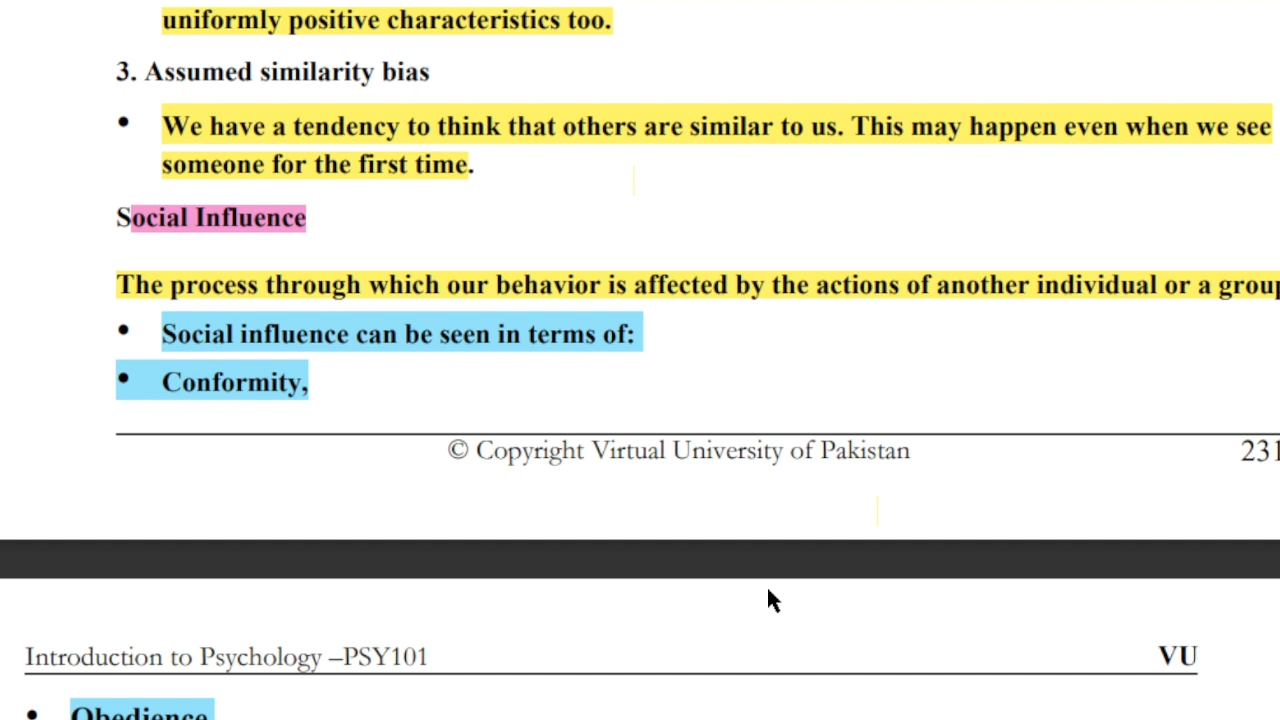 uniformly positive characteristics too.
3. Assumed similarity bias
• We have a tendency to think that others are similar to us. This may happen even when we see
someone for the first time.
Social Influence
The process through which our behavior is affected by the actions of another individual or a group
• Social influence can be seen in terms of:
• Conformity,
© Copyright Virtual University of Pakistan 231
Introduction to Psychology –PSY101 VU
• Obedience